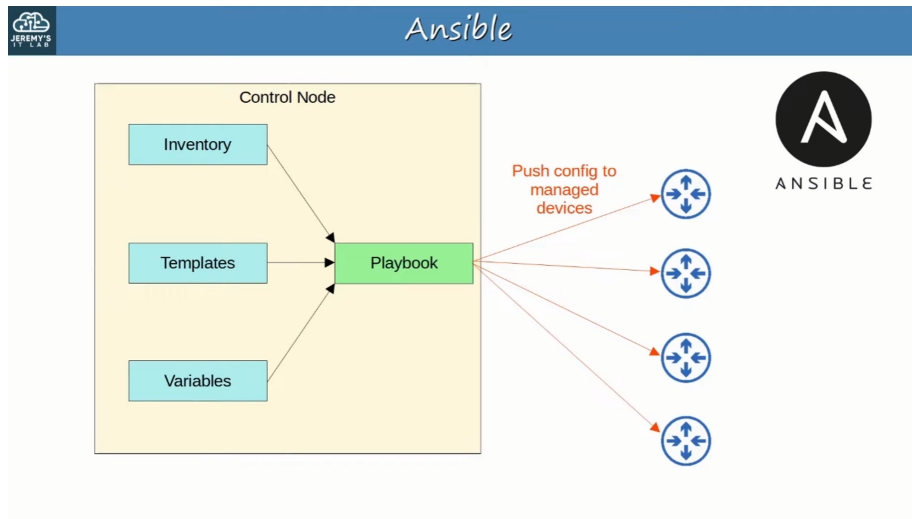 JEREMY'S
IT LAB
Ansible
Control Node
Inventory
Templates
Variables
Playbook
Push config to
managed
devices
ANSIBLE